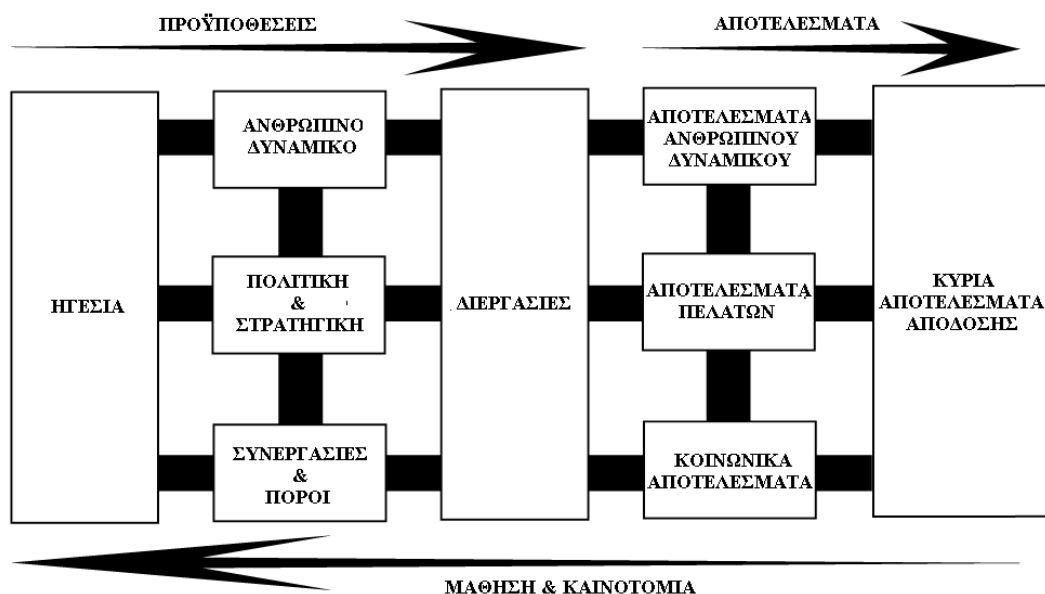 ΠΡΟΫΠΟΘΕΣΕΙΣ
ΑΠΟΤΕΛΕΣΜΑΤΑ
ΗΓΕΣΙΑ
ΑΝΘΡΩΠΙΝΟ
ΔΥΝΑΜΙΚΟ
ΠΟΛΙΤΙΚΗ
&
ΣΤΡΑΤΗΓΙΚΗ
ΣΥΝΕΡΓΑΣΙΕΣ
&
ΠΟΡΟΙ
ΔΙΕΡΓΑΣΙΕΣ
ΑΠΟΤΕΛΕΣΜΑΤΑ
ΑΝΘΡΩΠΙΝΟΥ
ΔΥΝΑΜΙΚΟΥ
ΑΠΟΤΕΛΕΣΜΑΤΑ
ΠΕΛΑΤΩΝ
ΚΟΙΝΩΝΙΚΑ
ΑΠΟΤΕΛΕΣΜΑΤΑ
ΚΥΡΙΑ
ΑΠΟΤΕΛΕΣΜΑΤΑ
ΑΠΟΔΟΣΗΣ
ΜΑΘΗΣΗ & ΚΑΙΝΟΤΟΜΙΑ